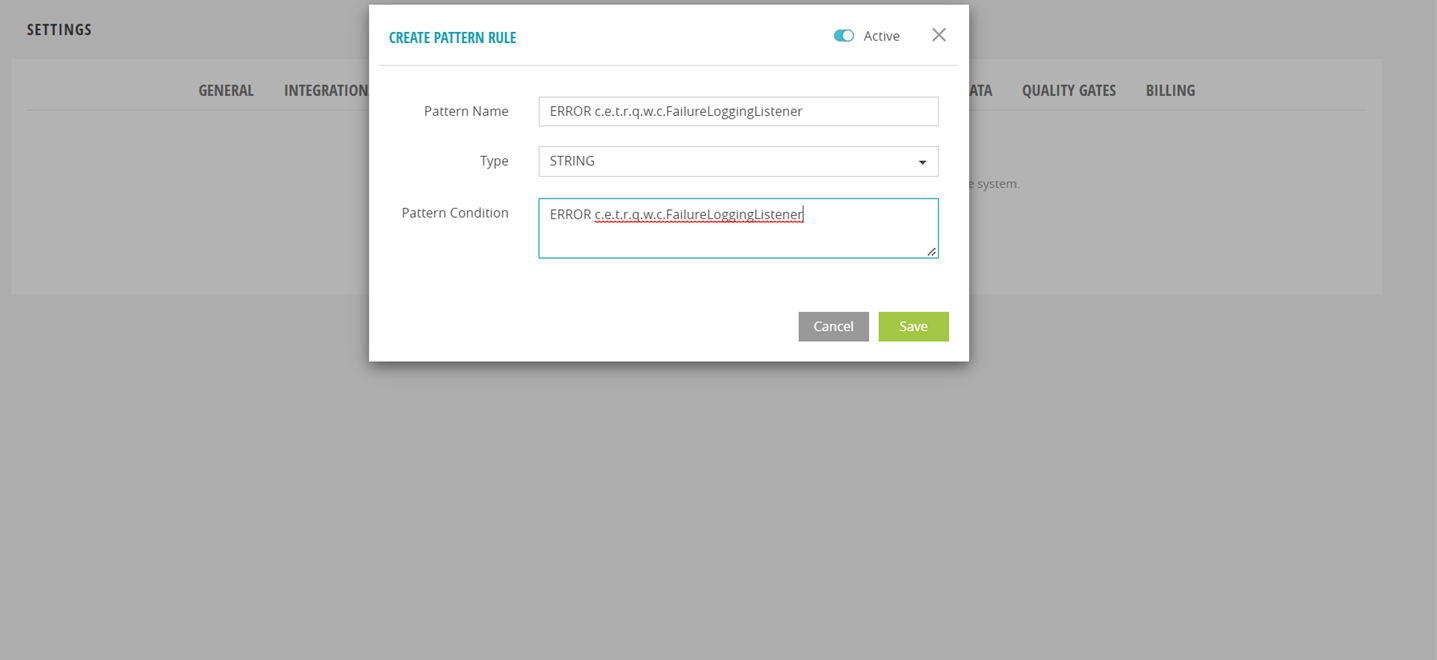 SETTINGS
CREATE PATTERN RULE
Active
GENERAL INTEGRATION ATA QUALITY GATES BILLING
Pattern Name ERROR c.e.t.r.q.w.c.FailureLoggingListener
Type STRING
e system.
Pattern Condition ERROR c.e.t.r.q.w.c.FailureLoggingListener
Cancel Save